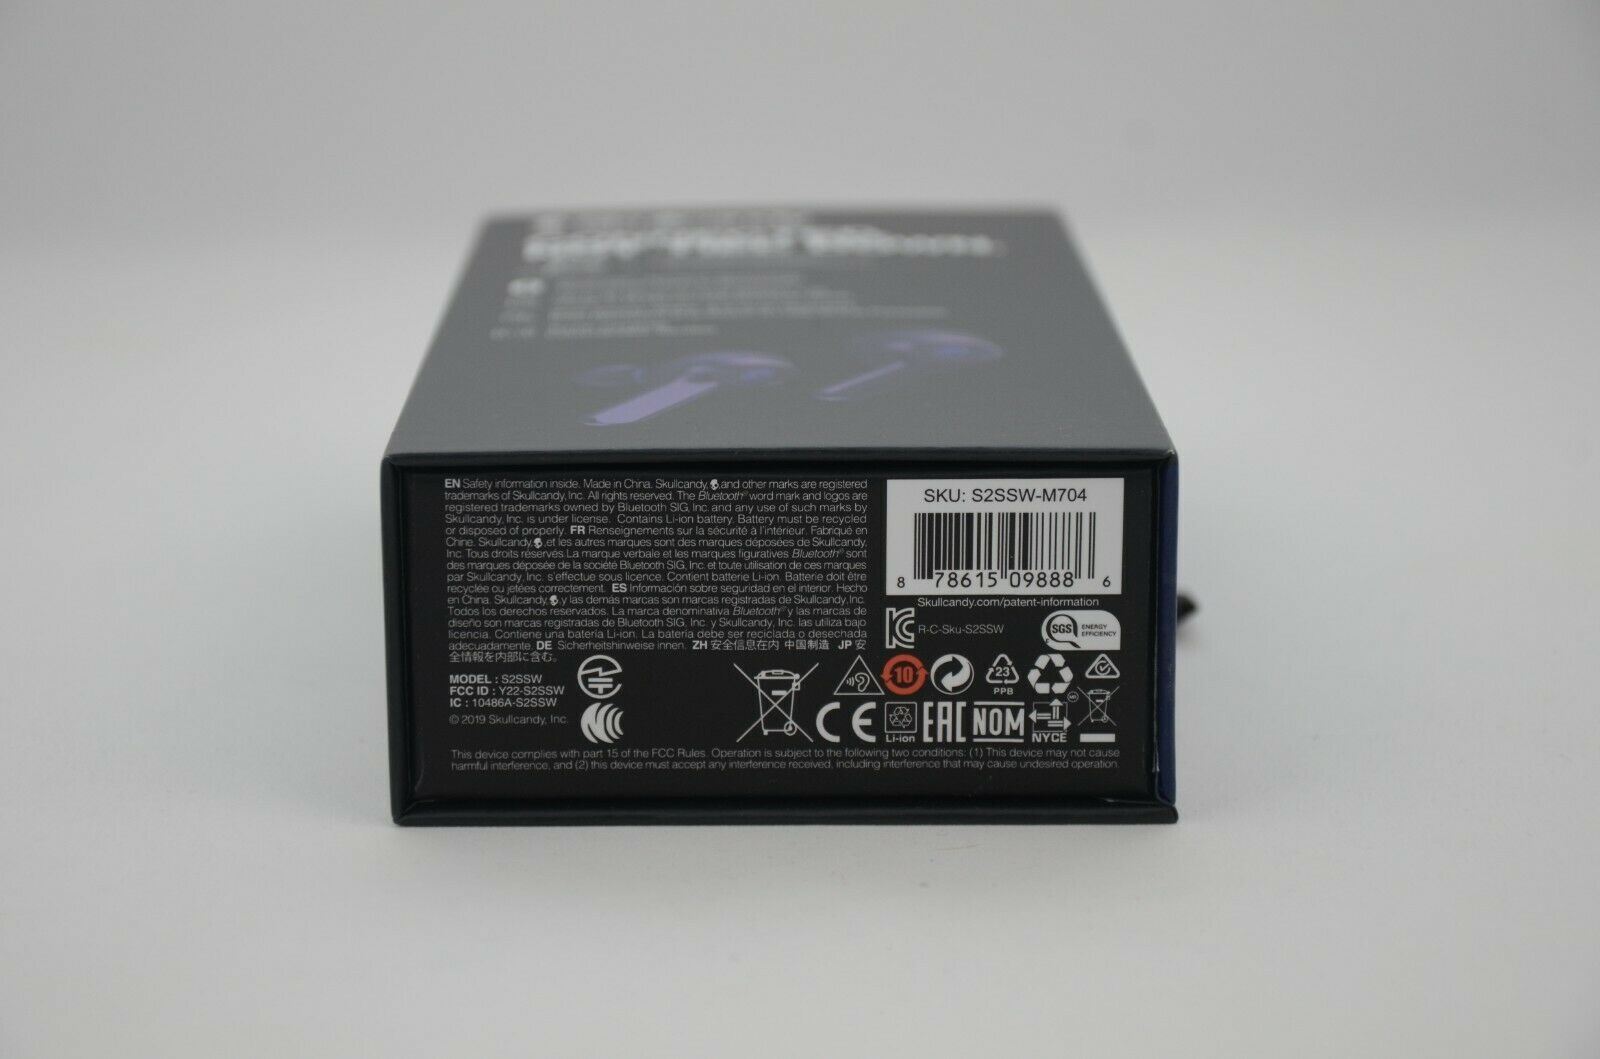 EN Safety information inside. Made in China. Skullcandy, and other marks are registered
trademarks of Skullcandy, Inc. All rights reserved. The Bluetooth® word mark and logos are
registered trademarks owned by Bluetooth SIG, Inc. and any use of such marks by
Skullcandy, Inc. is under license. Contains Li-ion battery. Battery must be recycled
or disposed of properly. FR Renseignements sur la sécurité à l'intérieur. Fabriqué en
Chine. Skullcandy, et les autres marques sont des marques déposées de Skullcandy,
Inc. Tous droits réservés. La marque verbale et les marques figuratives Bluetooth® sont
des marques déposée de la société Bluetooth SIG, Inc. et toute utilisation de ces marques
par Skullcandy, Inc. s'effectue sous licence. Contient batterie Li-ion. Batterie doit être
recyclée ou jetées correctement. ES Información sobre seguridad en el interior. Hecho
en China. Skullcandy, y las demás marcas son marcas registradas de Skullcandy, Inc.
Todos los derechos reservados. La marca denominativa Bluetooth® y las marcas de
diseño son marcas registradas de Bluetooth SIG, Inc. y Skullcandy, Inc. las utiliza bajo
licencia. Contiene una batería Li-ion. La batería debe ser reciclada o desechada
adecuadamente. DE Sicherheitshinweise innen. ZH 安全信息在内 中国制造 JP 安
全情報を内部に含む。
MODEL : S2SSW
FCC ID : Y22-S2SSW
IC : 10486A-S2SSW
© 2019 Skullcandy, Inc.
SKU: S2SSW-M704
8 78615 09888 6
Skullcandy.com/patent-information
R-C-Sku-S2SSW
SGS ENERGY
EFFICIENCY
10
23
PPB
CE
Li-ion
EAC
NOM
NYCE
This device complies with part 15 of the FCC Rules. Operation is subject to the following two conditions: (1) This device may not cause
harmful interference, and (2) this device must accept any interference received, including interference that may cause undesired operation.